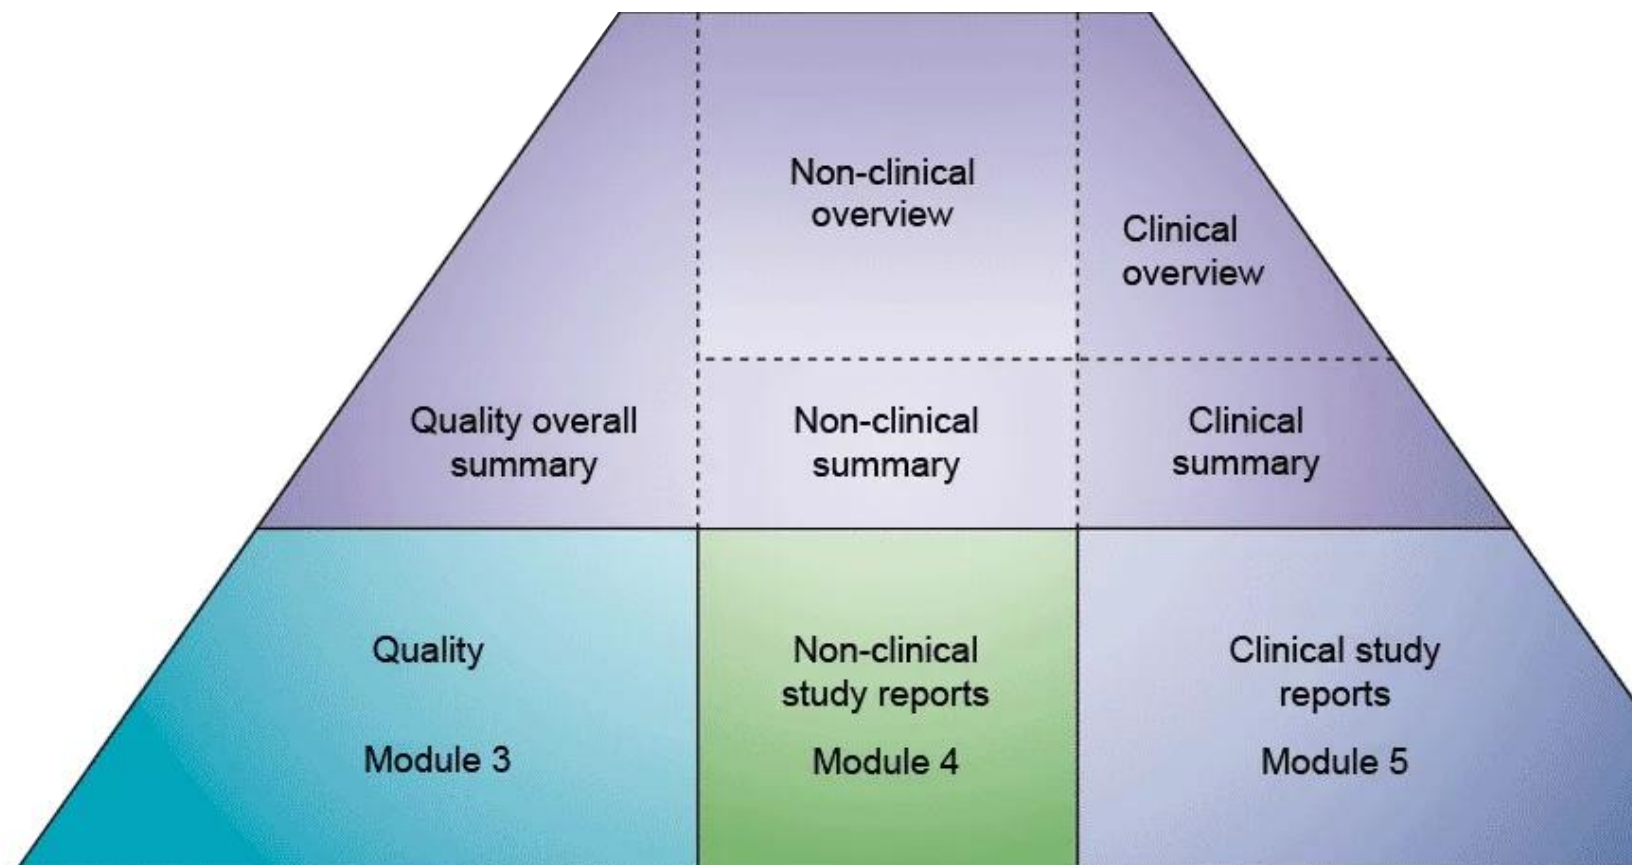 Non-clinical
overview
Clinical
overview
Quality overall
summary
Non-clinical
summary
Clinical
summary
Quality
Module 3
Non-clinical
study reports
Module 4
Clinical study
reports
Module 5